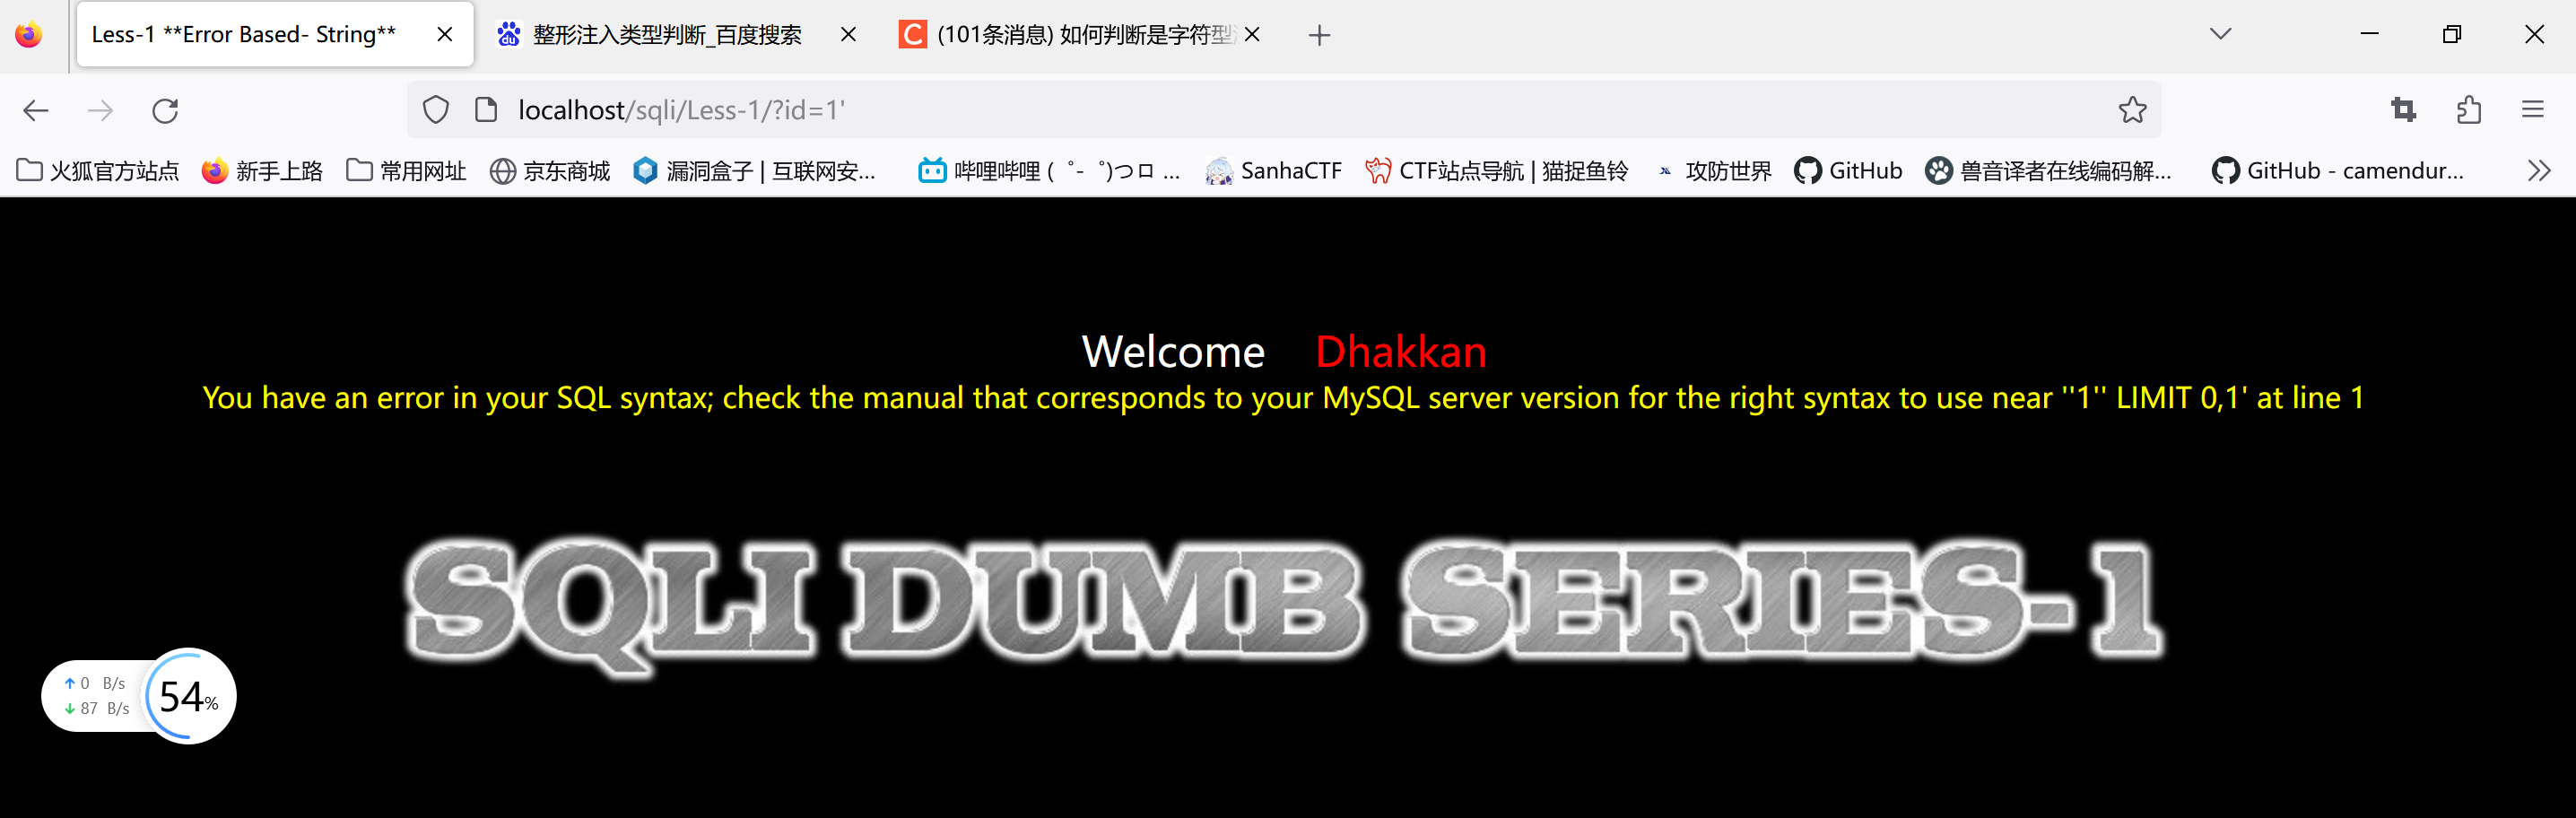 Less-1 **Error Based- String**
整形注入类型判断_百度搜索
(101条消息) 如何判断是字符型
localhost/sqli/Less-1/?id=1'
火狐官方站点 新手上路 常用网址 京东商城 漏洞盒子 | 互联网安... 哔哩哔哩 ( ゜- ゜)つロ ... SanhaCTF CTF站点导航 | 猫捉鱼铃 攻防世界 GitHub 兽音译者在线编码解... GitHub - camendur...
Welcome Dhakkan
You have an error in your SQL syntax; check the manual that corresponds to your MySQL server version for the right syntax to use near ''1'' LIMIT 0,1' at line 1
SQLI DUMB SERIES-1
0 B/s
87 B/s
54%